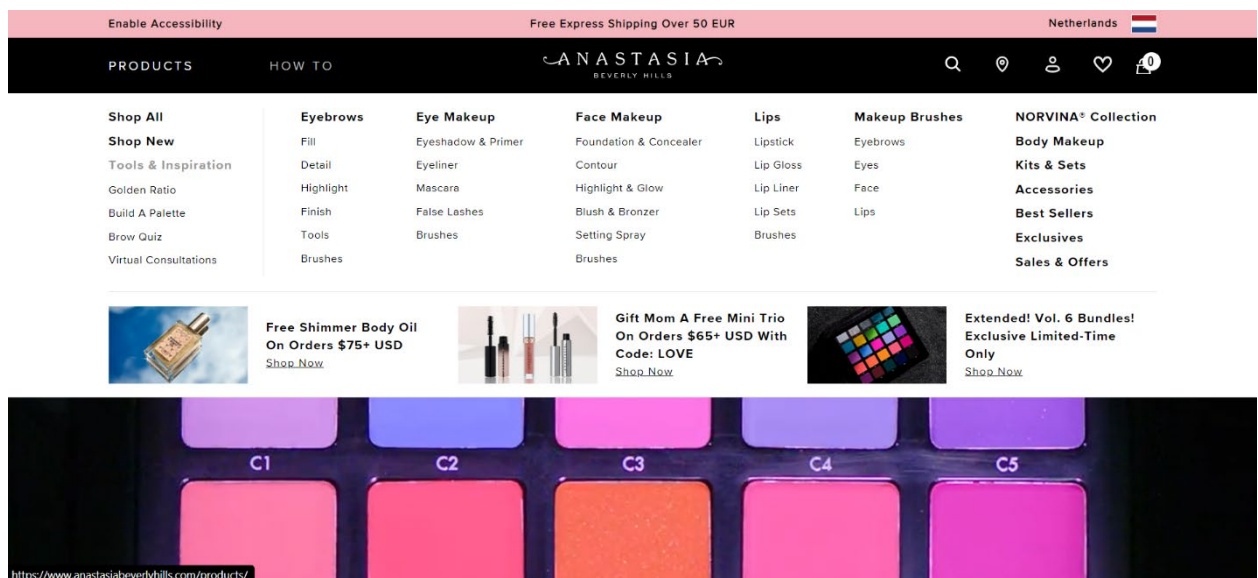 Enable Accessibility
Free Express Shipping Over 50 EUR
Netherlands
PRODUCTS
HOW TO
ANASTASIA
BEVERLY HILLS
0
Shop All
Shop New
Tools & Inspiration
Golden Ratio
Build A Palette
Brow Quiz
Virtual Consultations
Eyebrows
Fill
Detail
Highlight
Finish
Tools
Brushes
Eye Makeup
Eyeshadow & Primer
Eyeliner
Mascara
False Lashes
Brushes
Face Makeup
Foundation & Concealer
Contour
Highlight & Glow
Blush & Bronzer
Setting Spray
Brushes
Lips
Lipstick
Lip Gloss
Lip Liner
Lip Sets
Brushes
Makeup Brushes
Eyebrows
Eyes
Face
Lips
NORVINA® Collection
Body Makeup
Kits & Sets
Accessories
Best Sellers
Exclusives
Sales & Offers
Free Shimmer Body Oil
On Orders $75+ USD
Shop Now
Gift Mom A Free Mini Trio
On Orders $65+ USD With
Code: LOVE
Shop Now
Extended! Vol. 6 Bundles!
Exclusive Limited-Time
Only
Shop Now
C1
C2
C3
C4
C5
https://www.anastasiabeverlyhills.com/products/